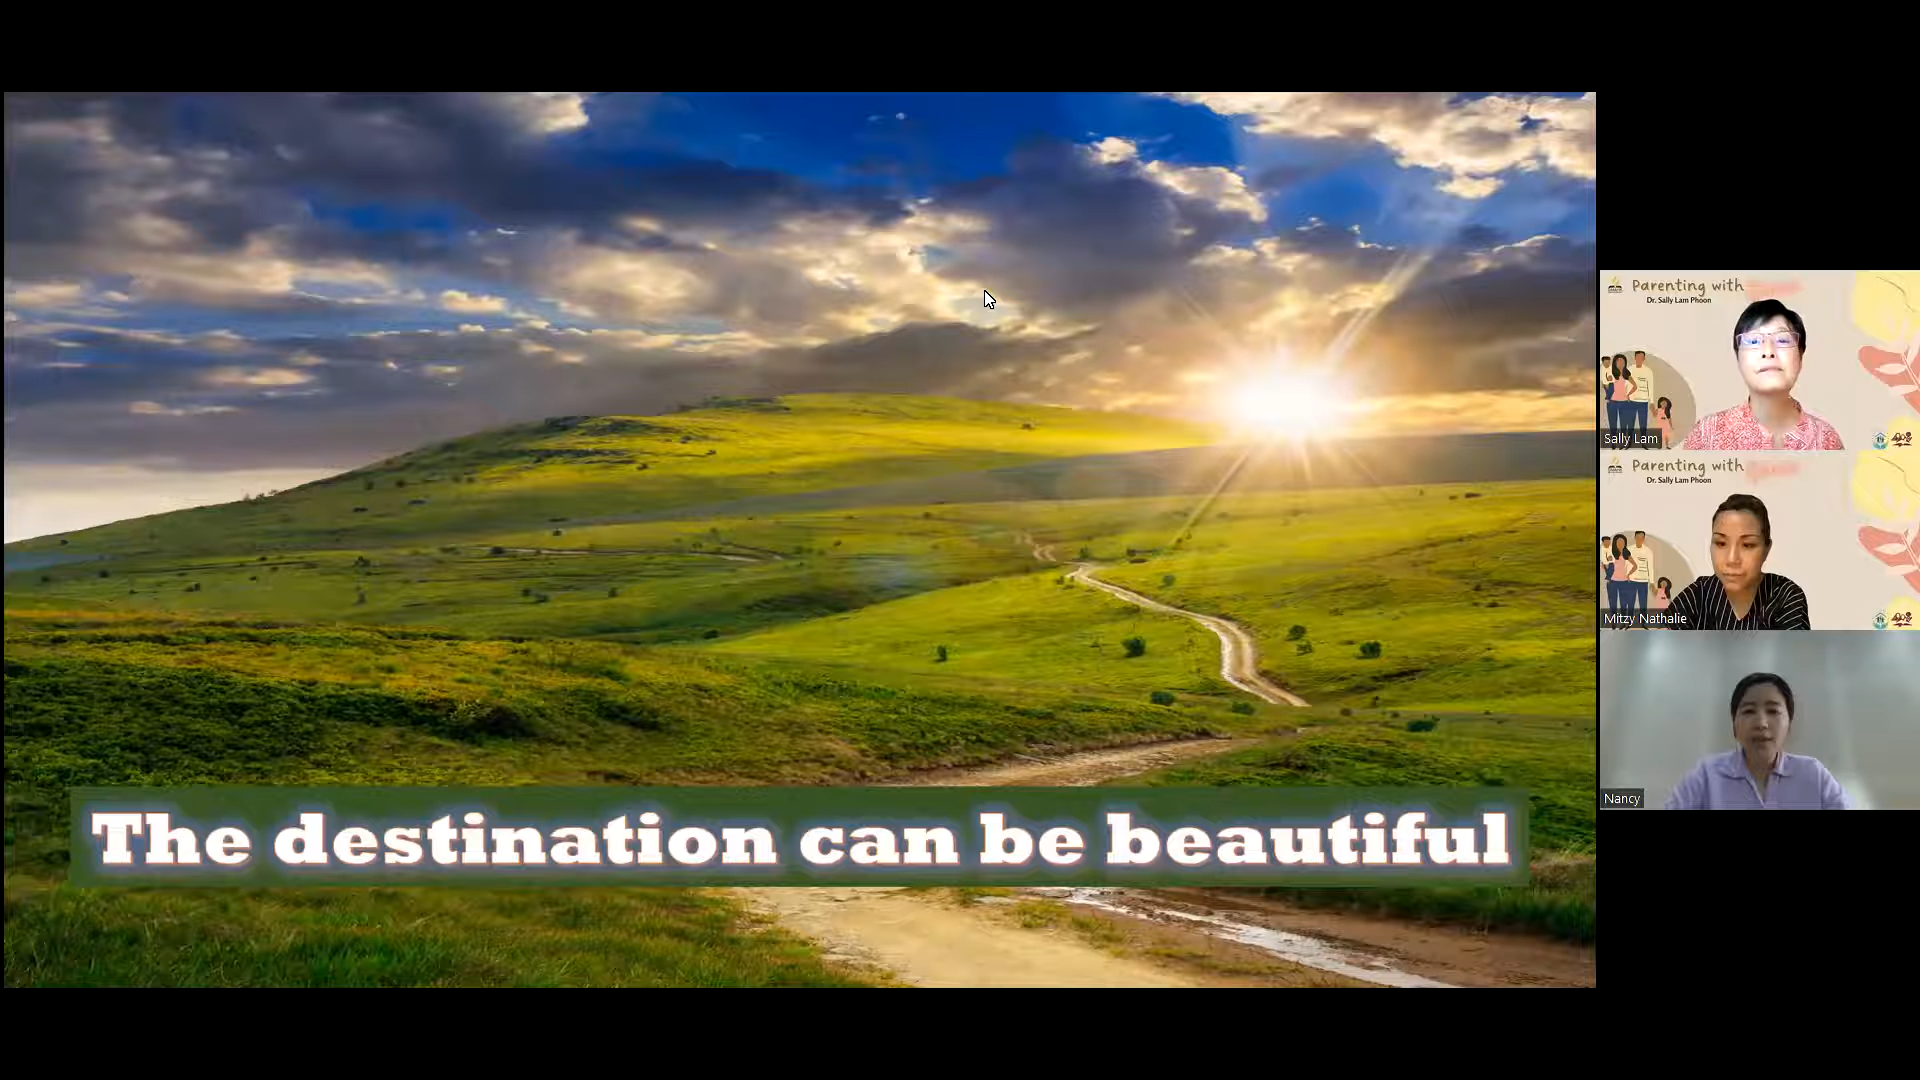 The destination can be beautiful
Parenting with
Dr. Sally Lam Phoon
Sally Lam
Parenting with
Dr. Sally Lam Phoon
Mitzy Nathalie
Nancy